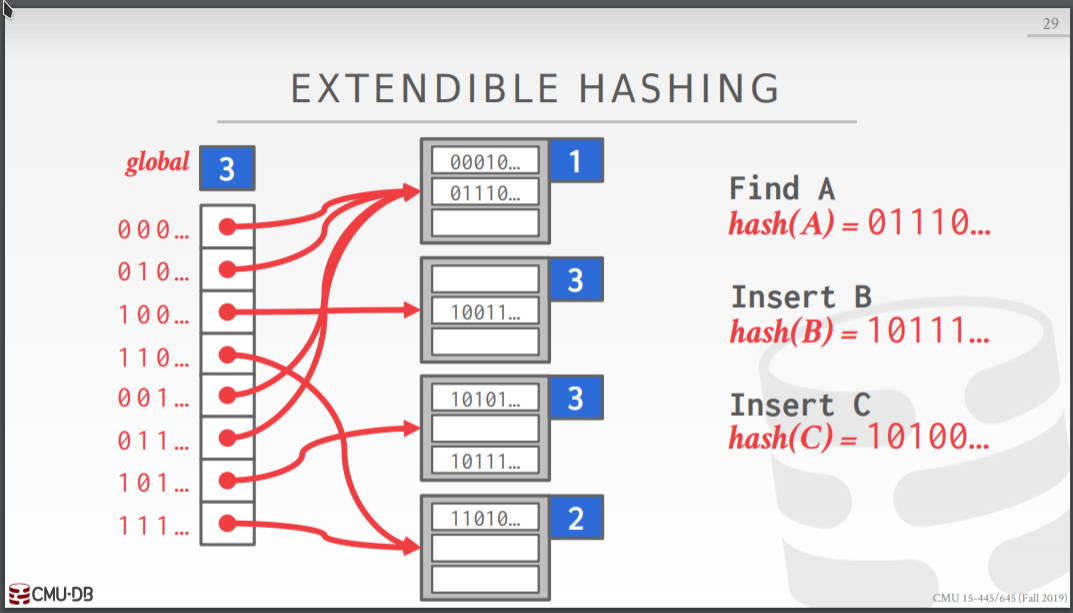 29
EXTENDIBLE HASHING
global 3
000...
010...
100...
110...
001...
011...
101...
111...
00010... 1
01110...
3
10011...
10101... 3
10111...
11010... 2
Find A
hash(A) = 01110...
Insert B
hash(B) = 10111...
Insert C
hash(C) = 10100...
CMU·DB
CMU 15-445/645 (Fall 2019)